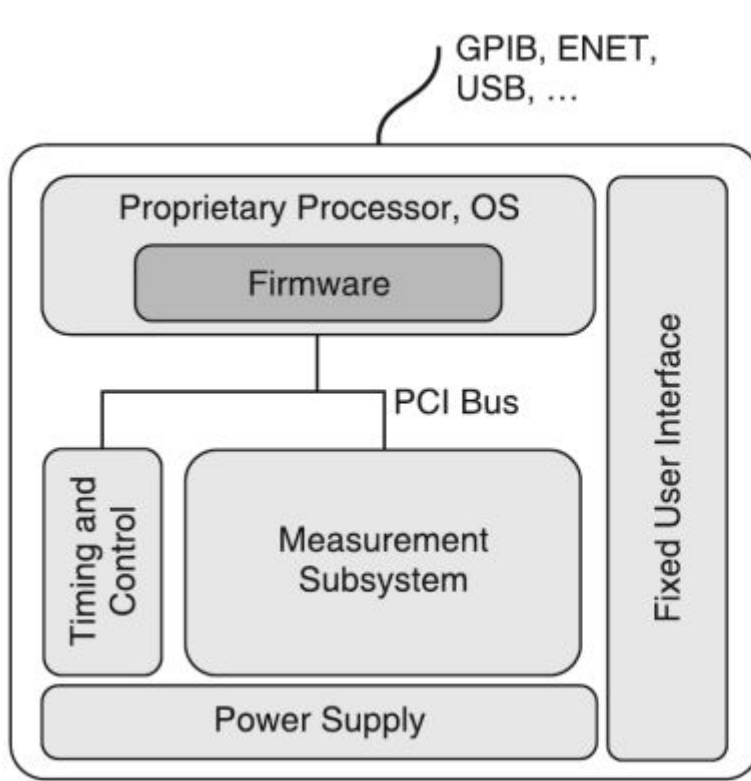 GPIB, ENET,
USB, …
Proprietary Processor, OS
Firmware
PCI Bus
Timing and
Control
Measurement
Subsystem
Fixed User Interface
Power Supply